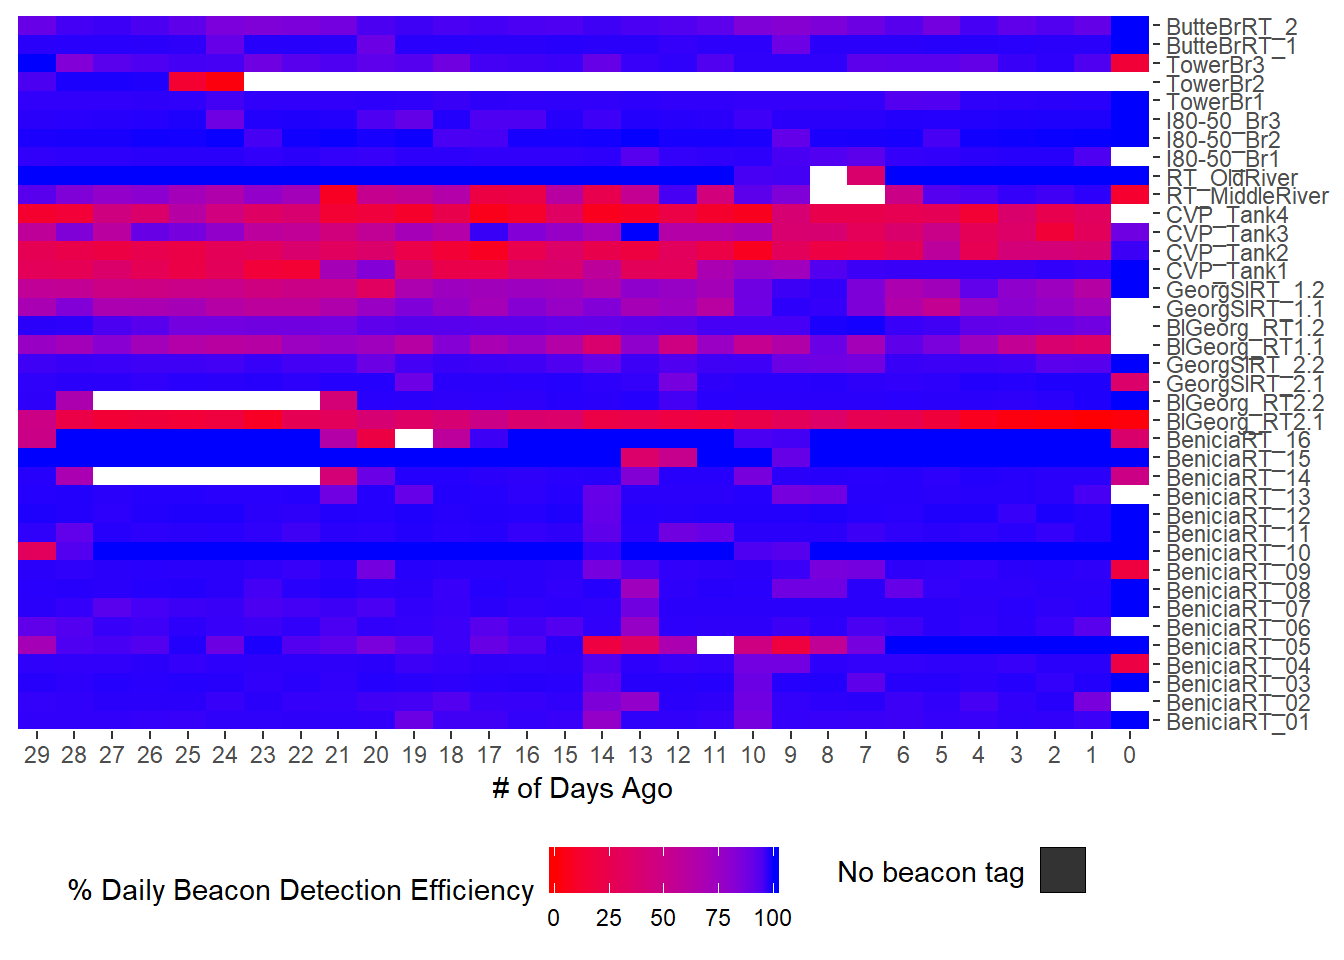 ButteBrRT_2
ButteBrRT_1
TowerBr3
TowerBr2
TowerBr1
I80-50_Br3
I80-50_Br2
I80-50_Br1
RT_OldRiver
RT_MiddleRiver
CVP_Tank4
CVP_Tank3
CVP_Tank2
CVP_Tank1
GeorgSlRT_1.2
GeorgSlRT_1.1
BlGeorg_RT1.2
BlGeorg_RT1.1
GeorgSlRT_2.2
GeorgSlRT_2.1
BlGeorg_RT2.2
BlGeorg_RT2.1
BeniciaRT_16
BeniciaRT_15
BeniciaRT_14
BeniciaRT_13
BeniciaRT_12
BeniciaRT_11
BeniciaRT_10
BeniciaRT_09
BeniciaRT_08
BeniciaRT_07
BeniciaRT_06
BeniciaRT_05
BeniciaRT_04
BeniciaRT_03
BeniciaRT_02
BeniciaRT_01
29 28 27 26 25 24 23 22 21 20 19 18 17 16 15 14 13 12 11 10 9 8 7 6 5 4 3 2 1 0
# of Days Ago
% Daily Beacon Detection Efficiency
0 25 50 75 100
No beacon tag